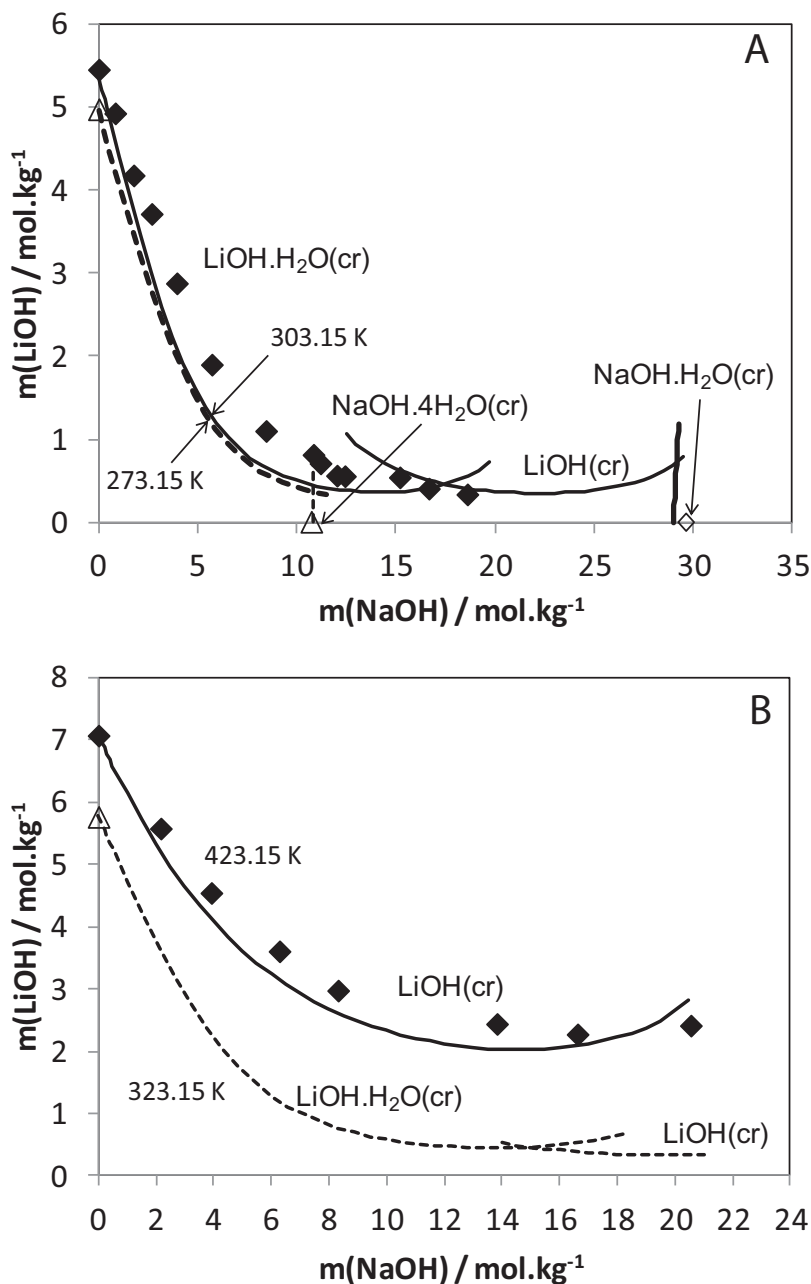 A
6
5
4
3
2
1
0
m(LiOH) / mol.kg⁻¹
LiOH.H₂O(cr)
303.15 K
NaOH.H₂O(cr)
NaOH.4H₂O(cr)
LiOH(cr)
273.15 K
0 5 10 15 20 25 30 35
m(NaOH) / mol.kg⁻¹
B
8
7
6
5
4
3
2
1
0
m(LiOH) / mol.kg⁻¹
423.15 K
LiOH(cr)
323.15 K
LiOH.H₂O(cr)
LiOH(cr)
0 2 4 6 8 10 12 14 16 18 20 22 24
m(NaOH) / mol.kg⁻¹